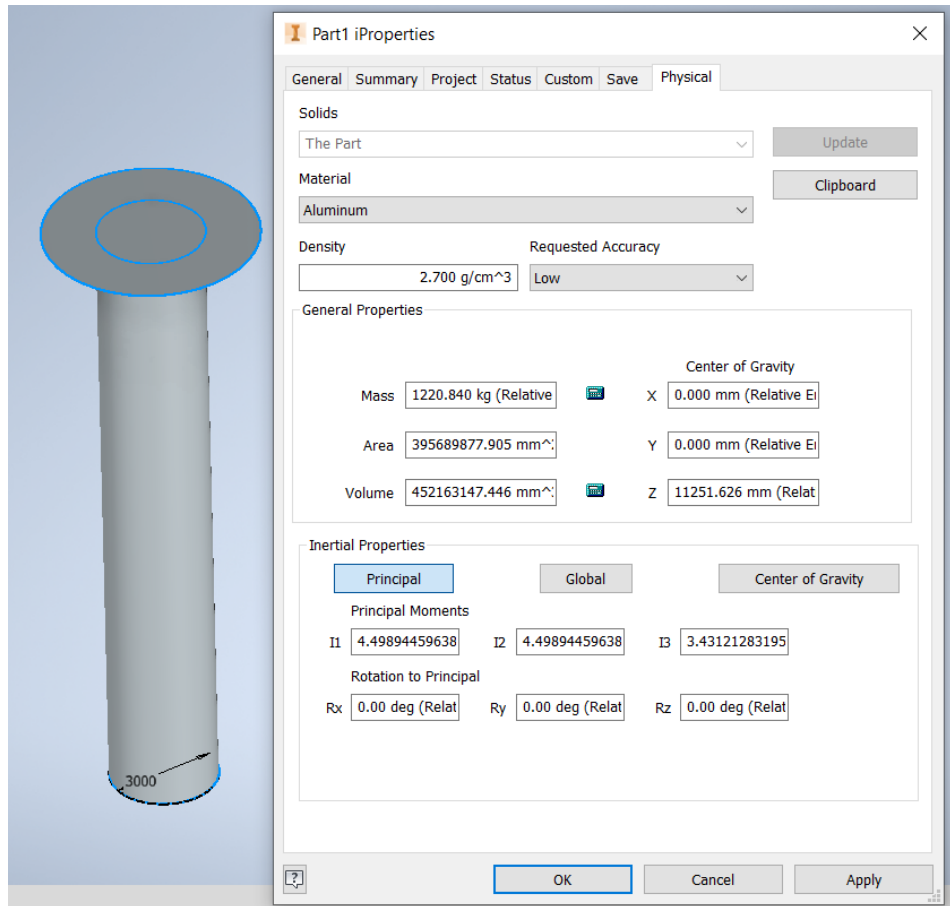 Part1 iProperties
General Summary Project Status Custom Save Physical
Solids
The Part
Update
Material
Clipboard
Aluminum
Density Requested Accuracy
2.700 g/cm^3 Low
General Properties
Center of Gravity
Mass 1220.840 kg (Relative X 0.000 mm (Relative Er
Area 395689877.905 mm^ Y 0.000 mm (Relative Er
Volume 452163147.446 mm^ Z 11251.626 mm (Relat
Inertial Properties
Principal Global Center of Gravity
Principal Moments
I1 4.49894459638 I2 4.49894459638 I3 3.43121283195
Rotation to Principal
Rx 0.00 deg (Relat Ry 0.00 deg (Relat Rz 0.00 deg (Relat
3000
OK Cancel Apply